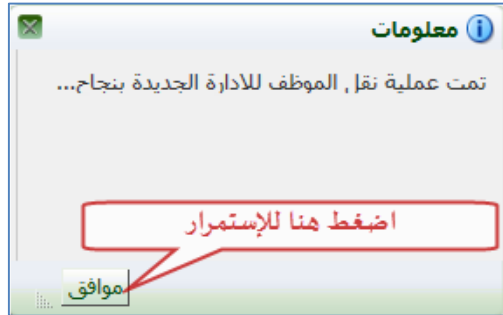 معلومات
تمت عملية نقل الموظف للادارة الجديدة بنجاح...
اضغط هنا للإستمرار
موافق